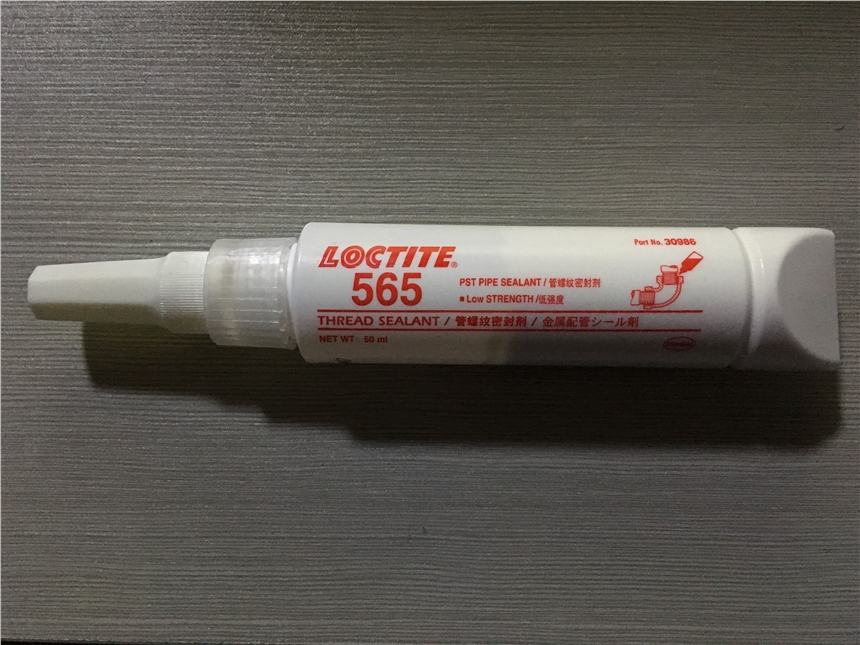 LOCTITE®
565
Part No. 30986
PST PIPE SEALANT / 管螺纹密封剂
■ Low STRENGTH /低强度
THREAD SEALANT / 管螺纹密封剂 / 金属配管シール剤
NET WT: 50 ml